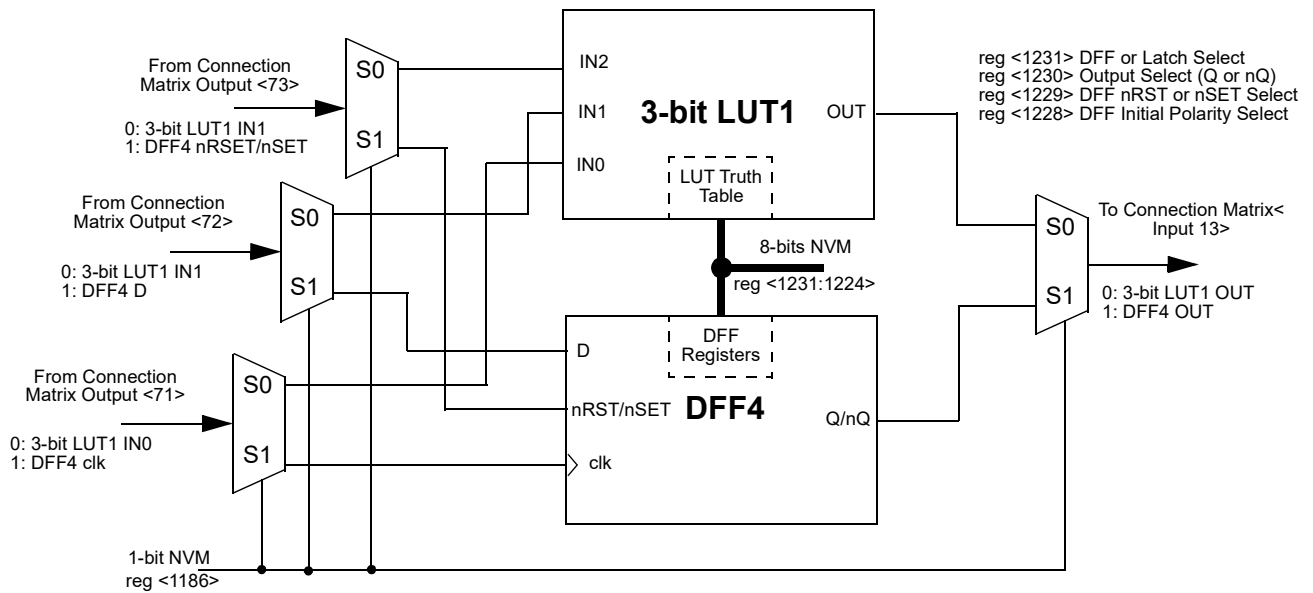 From Connection
Matrix Output <73>
0: 3-bit LUT1 IN1
1: DFF4 nRSET/nSET
S0
S1
From Connection
Matrix Output <72>
0: 3-bit LUT1 IN1
1: DFF4 D
S0
S1
From Connection
Matrix Output <71>
0: 3-bit LUT1 IN0
1: DFF4 clk
S0
S1
1-bit NVM
reg <1186>
IN2
IN1
IN0
3-bit LUT1
OUT
LUT Truth
Table
8-bits NVM
reg <1231:1224>
DFF
Registers
D
nRST/nSET
clk
DFF4
Q/nQ
reg <1231> DFF or Latch Select
reg <1230> Output Select (Q or nQ)
reg <1229> DFF nRST or nSET Select
reg <1228> DFF Initial Polarity Select
S0
S1
To Connection Matrix<
Input 13>
0: 3-bit LUT1 OUT
1: DFF4 OUT